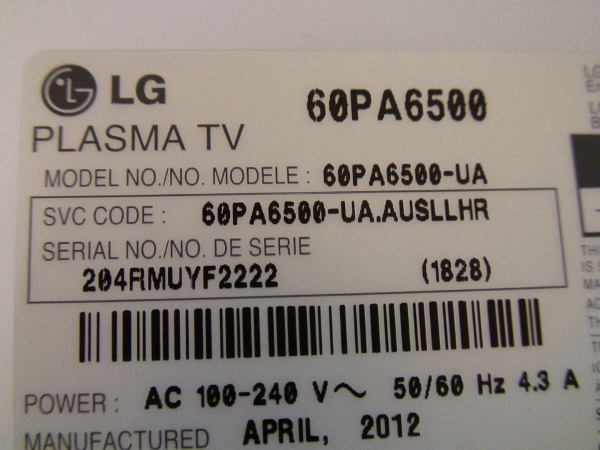 LG
60PA6500
PLASMA TV
MODEL NO./NO. MODELE : 60PA6500-UA
SVC CODE : 60PA6500-UA.AUSLLHR
SERIAL NO./NO. DE SERIE
204RMUYF2222 (1828)
POWER : AC 100-240 V~ 50/60 Hz 4.3 A
MANUFACTURED APRIL, 2012